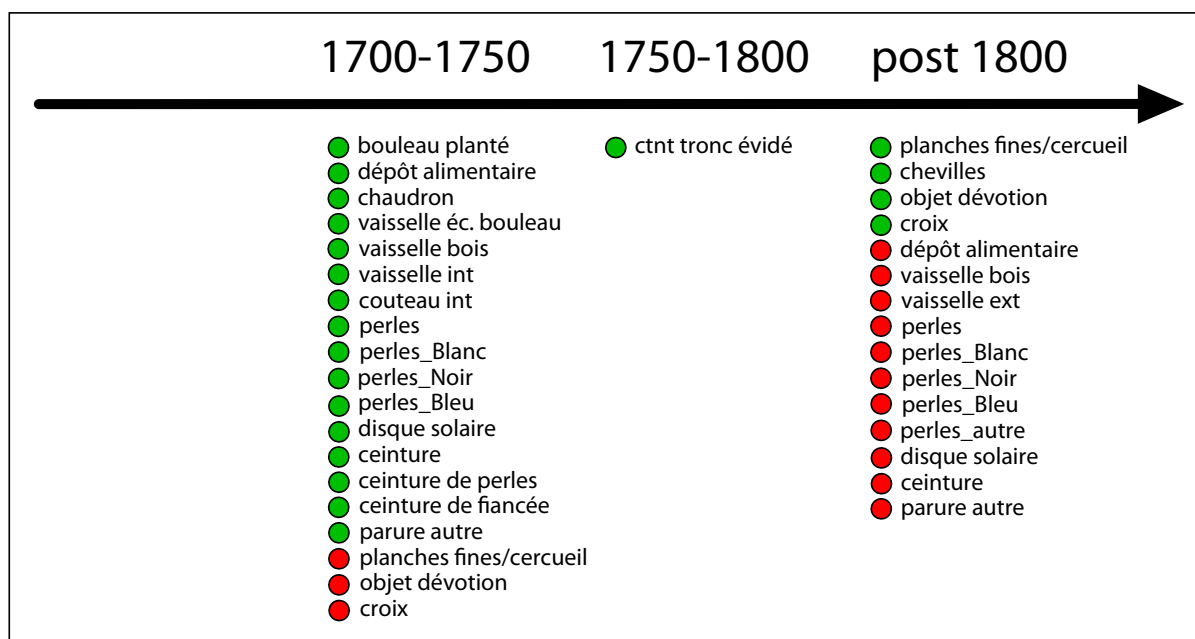 1700-1750
1750-1800
post 1800
bouleau planté
dépôt alimentaire
chaudron
vaisselle éc. bouleau
vaisselle bois
vaisselle int
couteau int
perles
perles_Blanc
perles_Noir
perles_Bleu
disque solaire
ceinture
ceinture de perles
ceinture de fiancée
parure autre
planches fines/cercueil
objet dévotion
croix
ctnt tronc évidé
planches fines/cercueil
chevilles
objet dévotion
croix
dépôt alimentaire
vaisselle bois
vaisselle ext
perles
perles_Blanc
perles_Noir
perles_Bleu
perles_autre
disque solaire
ceinture
parure autre